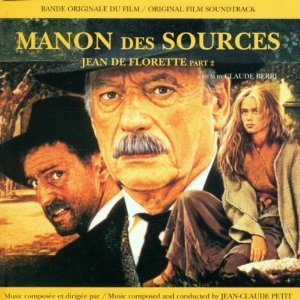 BANDE ORIGINALE DU FILM / ORIGINAL FILM SOUNDTRACK
MANON DES SOURCES
JEAN DE FLORETTE PART 2
A FILM BY CLAUDE BERRI
Music composée et dirigée par / Music composed and conducted by JEAN-CLAUDE PETIT